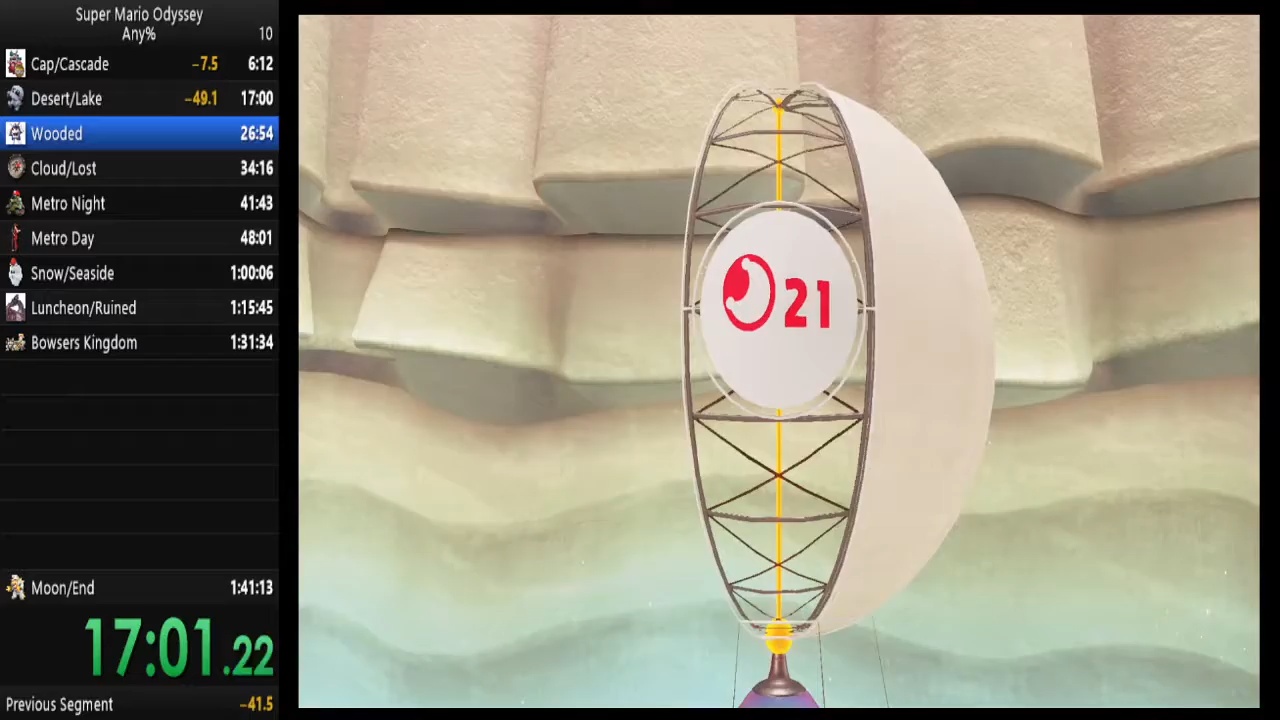 Super Mario Odyssey
Any% 10
Cap/Cascade -7.5 6:12
Desert/Lake -49.1 17:00
Wooded 26:54
Cloud/Lost 34:16
Metro Night 41:43
Metro Day 48:01
Snow/Seaside 1:00:06
Luncheon/Ruined 1:15:45
Bowsers Kingdom 1:31:34
Moon/End 1:41:13
17:01.22
Previous Segment -41.5
21